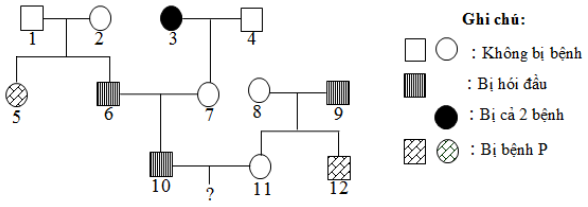 Ghi chú:
1 2 3 4 : Không bị bệnh
: Bị hói đầu
5 6 7 8 9
: Bị cả 2 bệnh
: Bị bệnh P
10 ? 11 12